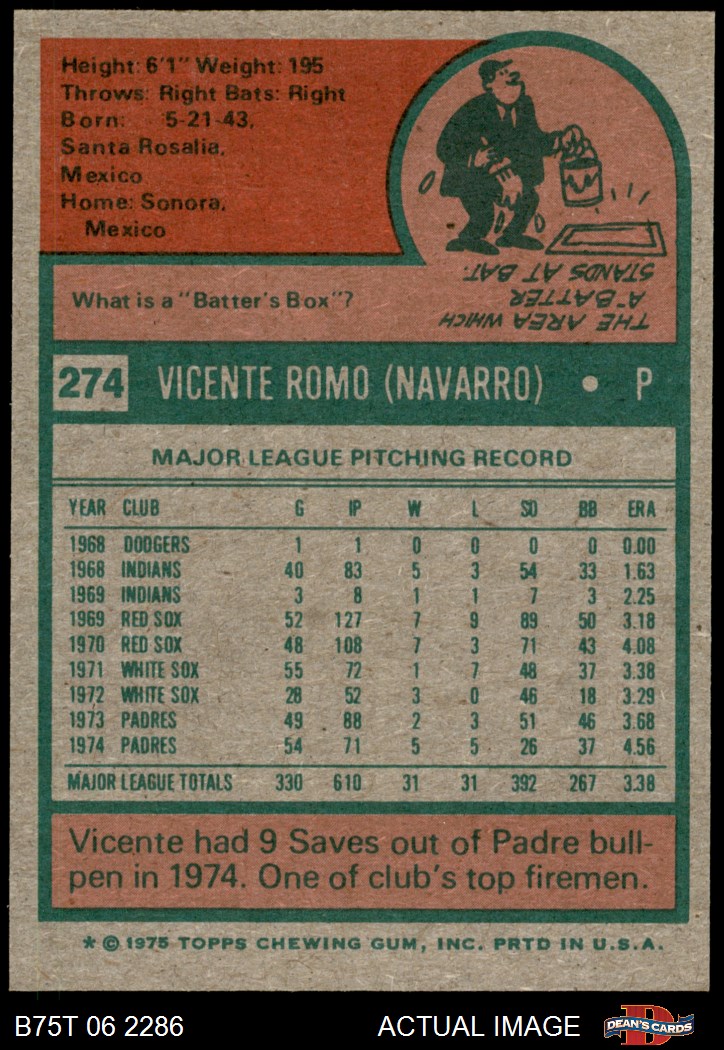 Height: 6'1" Weight: 195
Throws: Right Bats: Right
Born: 5-21-43,
Santa Rosalia,
Mexico
Home: Sonora,
Mexico
What is a "Batter's Box"?
THE AREA WHICH
A BATTER
STANDS AT BAT.
274 VICENTE ROMO (NAVARRO) • P
MAJOR LEAGUE PITCHING RECORD
YEAR CLUB G IP W L SO BB ERA
1968 DODGERS 1 1 0 0 0 0 0.00
1968 INDIANS 40 83 5 3 54 33 1.63
1969 INDIANS 3 8 1 1 7 3 2.25
1969 RED SOX 52 127 7 9 89 50 3.18
1970 RED SOX 48 108 7 3 71 43 4.08
1971 WHITE SOX 55 72 1 7 48 37 3.38
1972 WHITE SOX 28 52 3 0 46 18 3.29
1973 PADRES 49 88 2 3 51 46 3.68
1974 PADRES 54 71 5 5 26 37 4.56
MAJOR LEAGUE TOTALS 330 610 31 31 392 267 3.38
Vicente had 9 Saves out of Padre bull-
pen in 1974. One of club's top firemen.
* © 1975 TOPPS CHEWING GUM, INC. PRTD IN U.S.A.
B75T 06 2286 ACTUAL IMAGE D DEAN'S CARDS